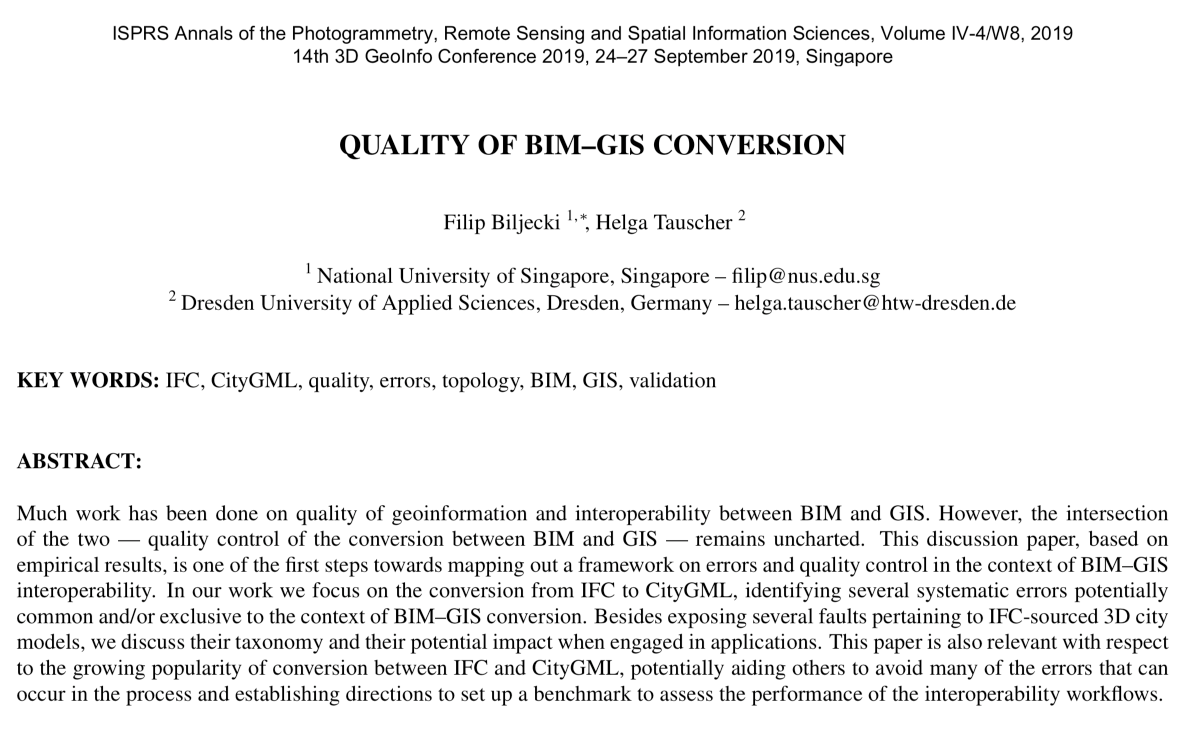 ISPRS Annals of the Photogrammetry, Remote Sensing and Spatial Information Sciences, Volume IV-4/W8, 2019
14th 3D GeoInfo Conference 2019, 24–27 September 2019, Singapore
QUALITY OF BIM–GIS CONVERSION
Filip Biljecki 1,*, Helga Tauscher 2
1 National University of Singapore, Singapore – filip@nus.edu.sg
2 Dresden University of Applied Sciences, Dresden, Germany – helga.tauscher@htw-dresden.de
KEY WORDS: IFC, CityGML, quality, errors, topology, BIM, GIS, validation
ABSTRACT:
Much work has been done on quality of geoinformation and interoperability between BIM and GIS. However, the intersection
of the two — quality control of the conversion between BIM and GIS — remains uncharted. This discussion paper, based on
empirical results, is one of the first steps towards mapping out a framework on errors and quality control in the context of BIM–GIS
interoperability. In our work we focus on the conversion from IFC to CityGML, identifying several systematic errors potentially
common and/or exclusive to the context of BIM–GIS conversion. Besides exposing several faults pertaining to IFC-sourced 3D city
models, we discuss their taxonomy and their potential impact when engaged in applications. This paper is also relevant with respect
to the growing popularity of conversion between IFC and CityGML, potentially aiding others to avoid many of the errors that can
occur in the process and establishing directions to set up a benchmark to assess the performance of the interoperability workflows.